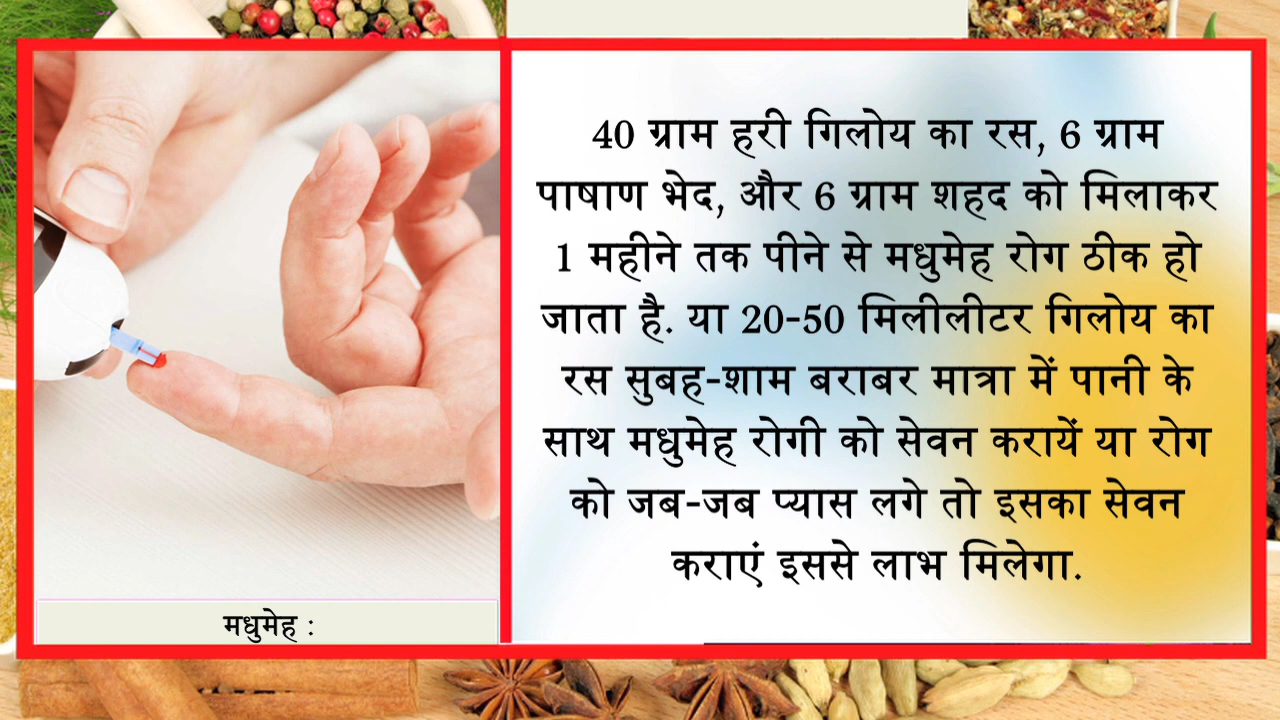 40 ग्राम हरी गिलोय का रस, 6 ग्राम
पाषाण भेद, और 6 ग्राम शहद को मिलाकर
1 महीने तक पीने से मधुमेह रोग ठीक हो
जाता है. या 20-50 मिलीलीटर गिलोय का
रस सुबह-शाम बराबर मात्रा में पानी के
साथ मधुमेह रोगी को सेवन करायें या रोग
को जब-जब प्यास लगे तो इसका सेवन
कराएं इससे लाभ मिलेगा.
मधुमेह :